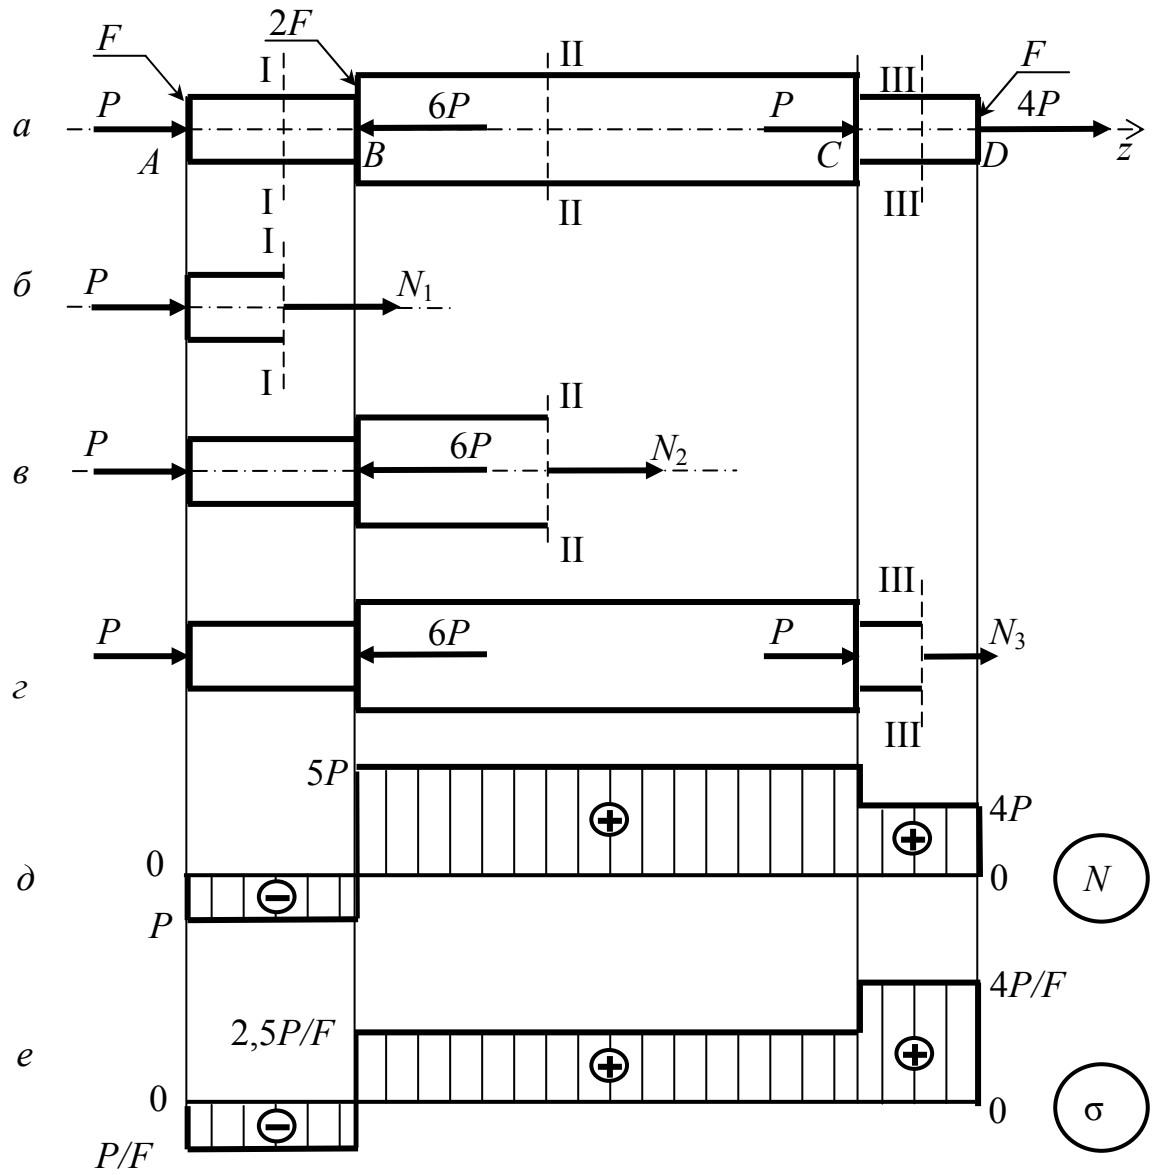 F 2F I II III F
а P 6P P 4P
A B C D z
I II III
I
б P N₁
I
II
в P 6P N₂
II
III
г P 6P P N₃
III
5P
4P
д 0 0 N
P
4P/F
2,5P/F
е 0 0 σ
P/F